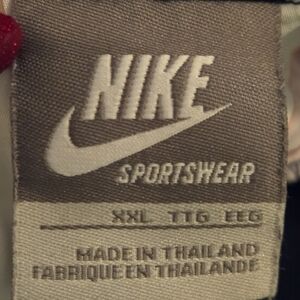 NIKE
SPORTSWEAR
XXL TTG EEG
MADE IN THAILAND
FABRIQUE EN THAILANDE